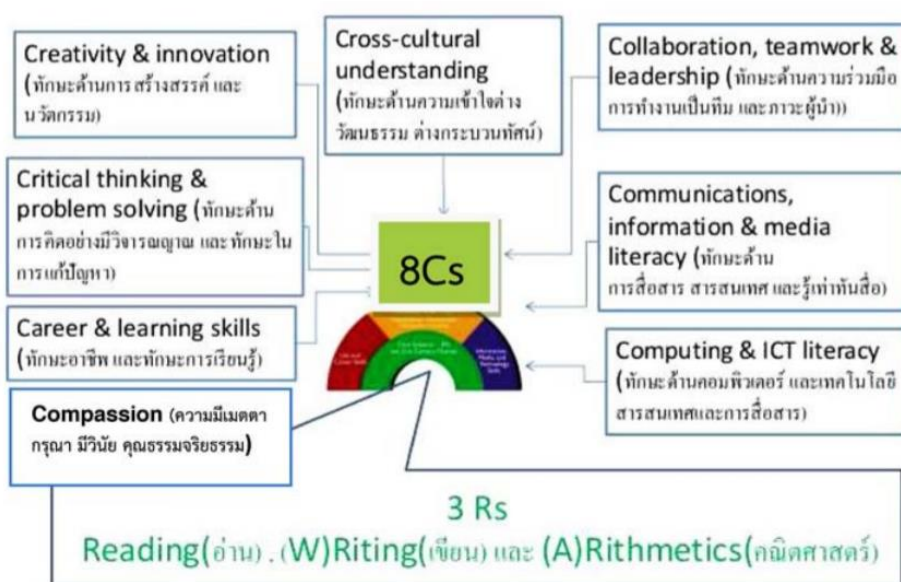 Creativity & innovation
(ทักษะด้านการสร้างสรรค์ และ
นวัตกรรม)
Cross-cultural
understanding
(ทักษะด้านความเข้าใจต่าง
วัฒนธรรม ต่างกระบวนทัศน์)
Collaboration, teamwork &
leadership (ทักษะด้านความร่วมมือ
การทำงานเป็นทีม และภาวะผู้นำ))
Critical thinking &
problem solving (ทักษะด้าน
การคิดอย่างมีวิจารณญาณ และทักษะใน
การแก้ปัญหา)
8Cs
Communications,
information & media
literacy (ทักษะด้าน
การสื่อสาร สารสนเทศ และรู้เท่าทันสื่อ)
Career & learning skills
(ทักษะอาชีพ และทักษะการเรียนรู้)
Computing & ICT literacy
(ทักษะด้านคอมพิวเตอร์ และเทคโนโลยี
สารสนเทศและการสื่อสาร)
Compassion (ความมีเมตตา
กรุณา มีวินัย คุณธรรมจริยธรรม)
3 Rs
Reading(อ่าน) . (W)Riting(เขียน) และ (A)Rithmetics(คณิตศาสตร์)